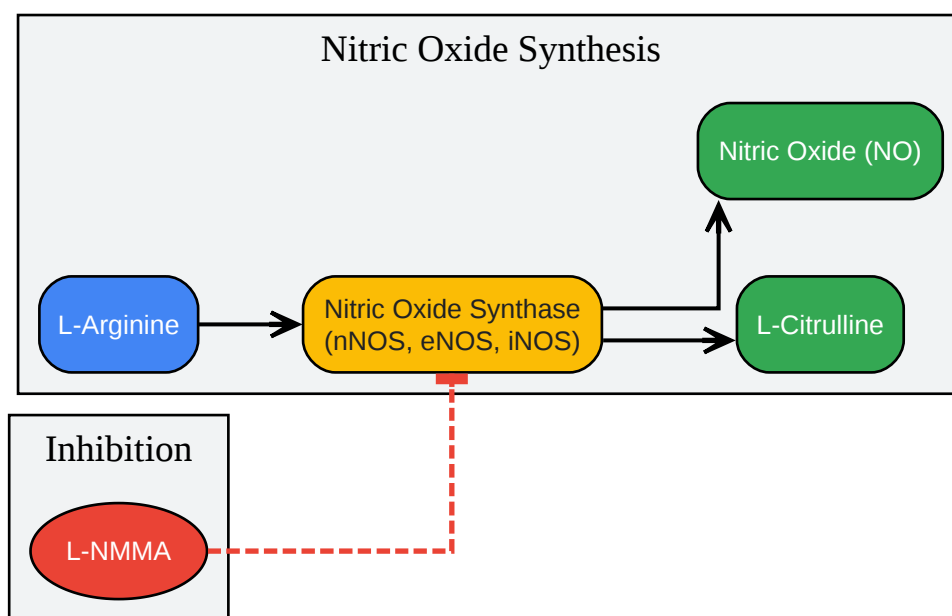 Nitric Oxide Synthesis
Nitric Oxide (NO)
L-Arginine
Nitric Oxide Synthase
(nNOS, eNOS, iNOS)
L-Citrulline
Inhibition
L-NMMA